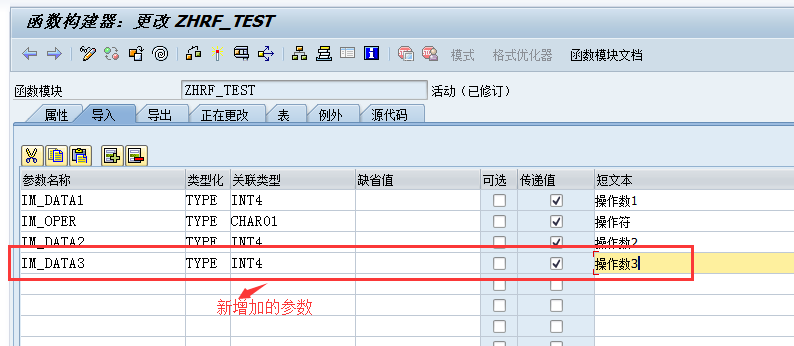 函数构建器: 更改 ZHRF_TEST
模式 格式优化器 函数模块文档
函数模块 ZHRF_TEST 活动(已修订)
属性 导入 导出 正在更改 表 例外 源代码
参数名称 类型化 关联类型 缺省值 可选 传递值 短文本
IM_DATA1 TYPE INT4 操作数1
IM_OPER TYPE CHAR01 操作符
IM_DATA2 TYPE INT4 操作数2
IM_DATA3 TYPE INT4 操作数3
新增加的参数